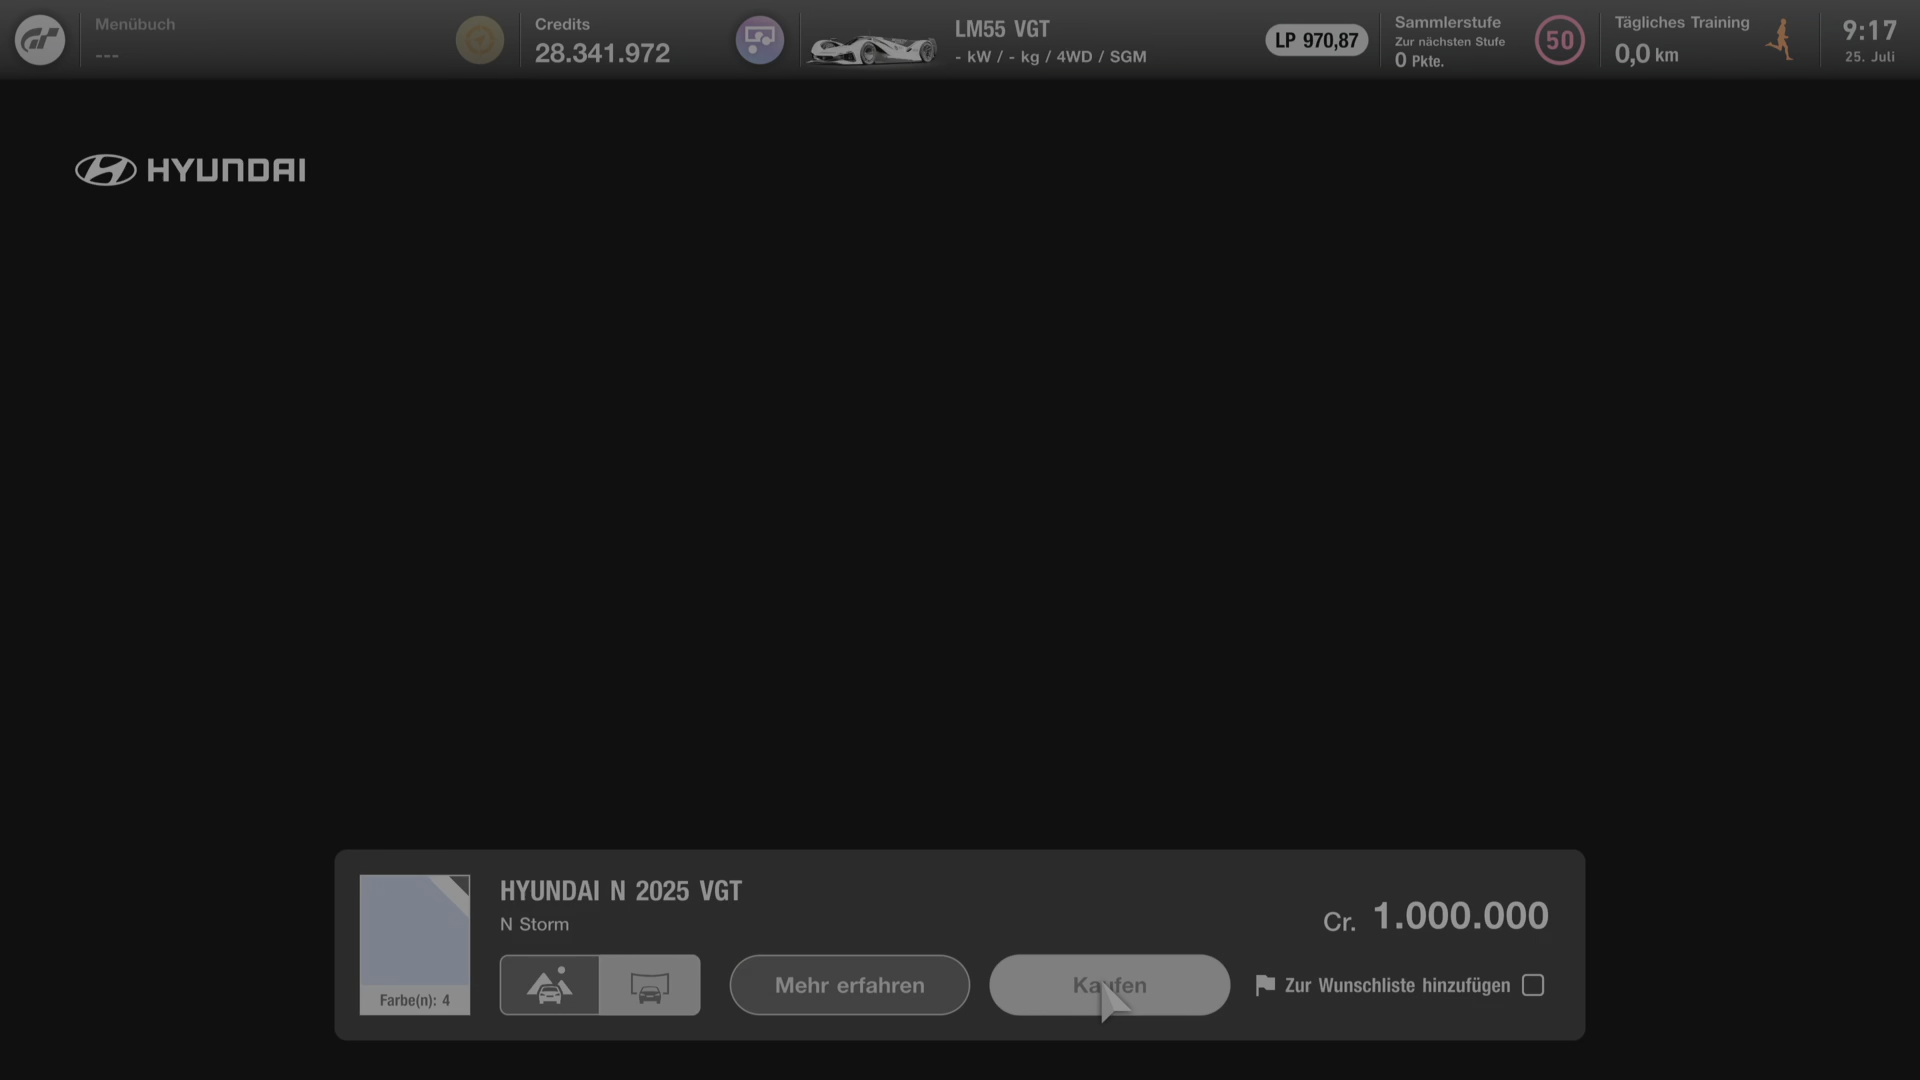 Menübuch
---
Credits
28.341.972
LM55 VGT
- kW / - kg / 4WD / SGM
LP 970,87
Sammlerstufe
Zur nächsten Stufe
0 Pkte.
50
Tägliches Training
0,0 km
9:17
25. Juli
HYUNDAI
HYUNDAI N 2025 VGT
N Storm
Cr. 1.000.000
Farbe(n): 4
Mehr erfahren
Kaufen
Zur Wunschliste hinzufügen